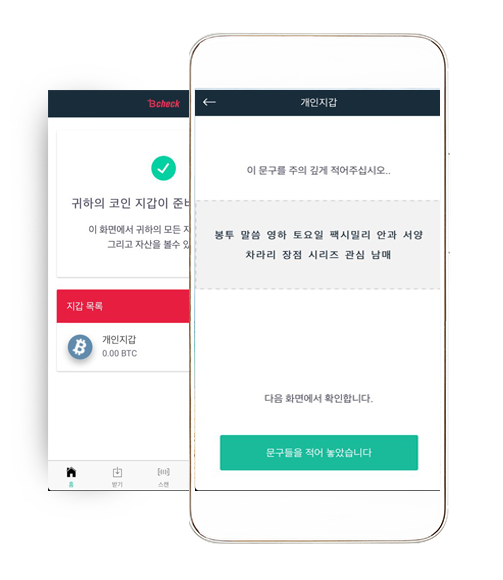 Bcheck
귀하의 코인 지갑이 준
이 화면에서 귀하의 모든
그리고 자산을 볼수
지갑 목록
개인지갑
0.00 BTC
홈
받기
스캔
개인지갑
이 문구를 주의 깊게 적어주십시오..
봉투 말씀 영하 토요일 팩시밀리 안과 서양
차라리 장점 시리즈 관심 남매
다음 화면에서 확인합니다.
문구들을 적어 놓았습니다